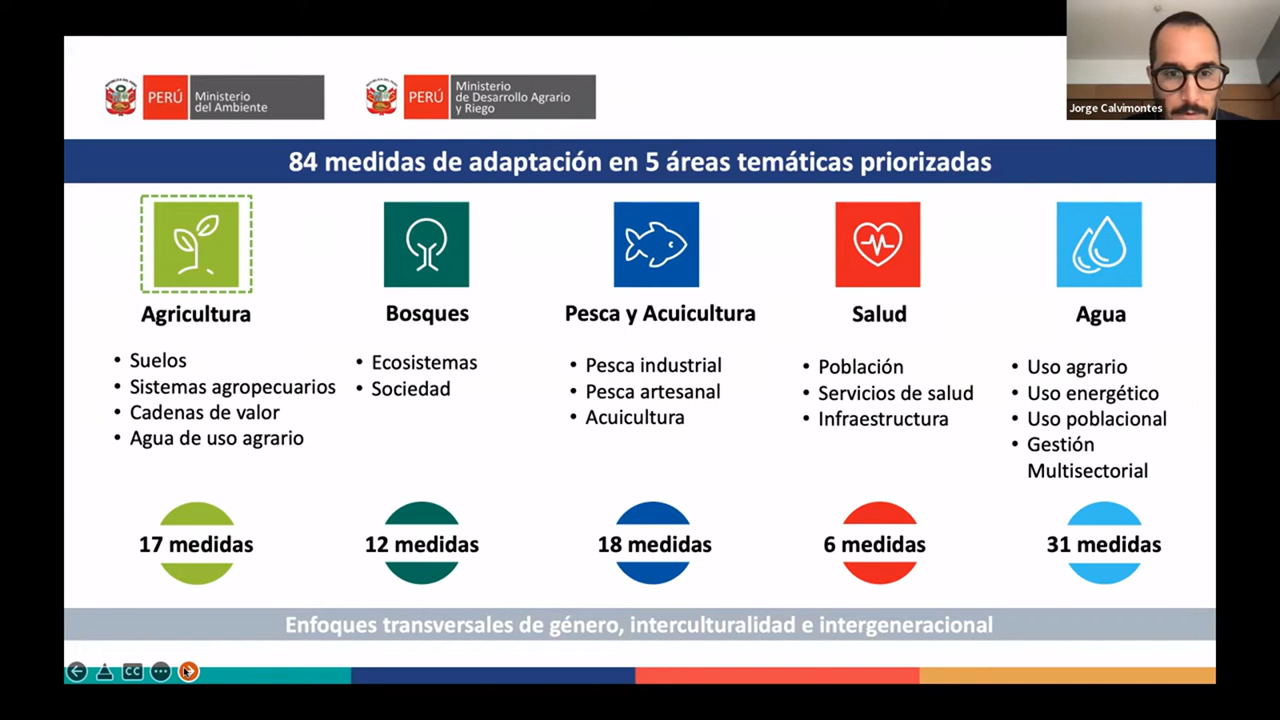 Jorge Calvimontes
PERÚ
Ministerio
del Ambiente
PERÚ
Ministerio
de Desarrollo Agrario
y Riego
84 medidas de adaptación en 5 áreas temáticas priorizadas
Agricultura
• Suelos
• Sistemas agropecuarios
• Cadenas de valor
• Agua de uso agrario
17 medidas
Bosques
• Ecosistemas
• Sociedad
12 medidas
Pesca y Acuicultura
• Pesca industrial
• Pesca artesanal
• Acuicultura
18 medidas
Salud
• Población
• Servicios de salud
• Infraestructura
6 medidas
Agua
• Uso agrario
• Uso energético
• Uso poblacional
• Gestión
Multisectorial
31 medidas
Enfoques transversales de género, interculturalidad e intergeneracional
CC